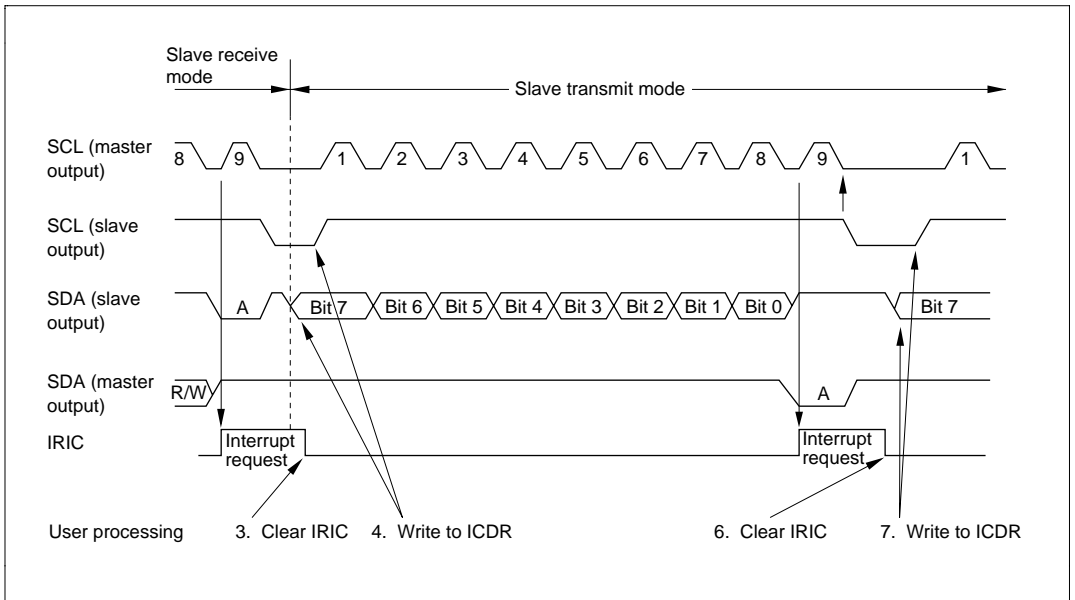 Slave receive
mode
Slave transmit mode
SCL (master
output)
8 9 1 2 3 4 5 6 7 8 9 1
SCL (slave
output)
SDA (slave
output)
A Bit 7 Bit 6 Bit 5 Bit 4 Bit 3 Bit 2 Bit 1 Bit 0 Bit 7
SDA (master
output)
R/W A
IRIC
Interrupt
request
Interrupt
request
User processing 3. Clear IRIC 4. Write to ICDR 6. Clear IRIC 7. Write to ICDR